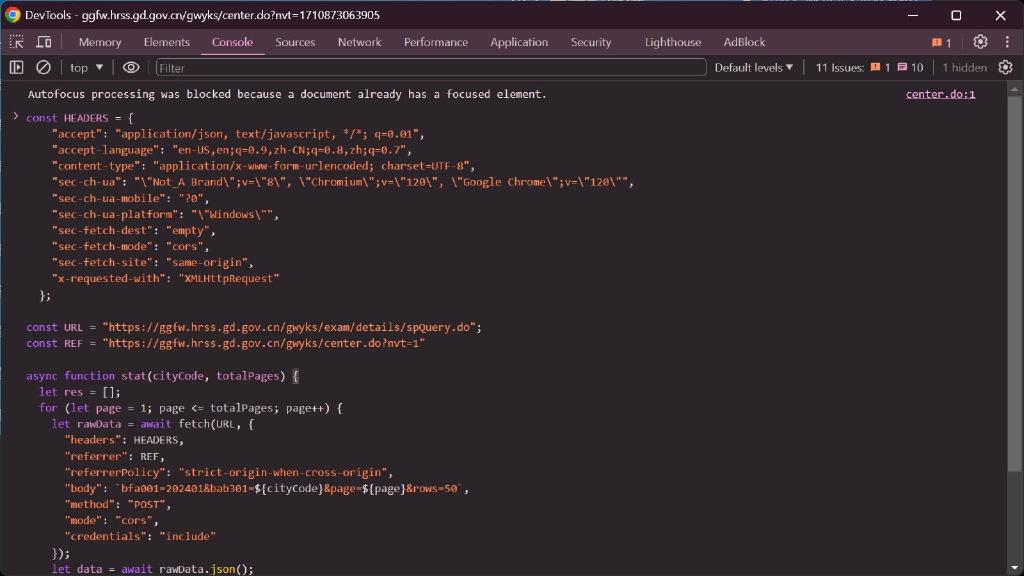 DevTools - ggfw.hrss.gd.gov.cn/gwyks/center.do?nvt=1710873063905
Memory Elements Console Sources Network Performance Application Security Lighthouse AdBlock 1
top Filter Default levels 11 Issues: 1 10 1 hidden
Autofocus processing was blocked because a document already has a focused element. center.do:1
> const HEADERS = {
"accept": "application/json, text/javascript, */*; q=0.01",
"accept-language": "en-US,en;q=0.9,zh-CN;q=0.8,zh;q=0.7",
"content-type": "application/x-www-form-urlencoded; charset=UTF-8",
"sec-ch-ua": "\"Not_A Brand\";v=\"8\", \"Chromium\";v=\"120\", \"Google Chrome\";v=\"120\"",
"sec-ch-ua-mobile": "?0",
"sec-ch-ua-platform": "\"Windows\"",
"sec-fetch-dest": "empty",
"sec-fetch-mode": "cors",
"sec-fetch-site": "same-origin",
"x-requested-with": "XMLHttpRequest"
};
const URL = "https://ggfw.hrss.gd.gov.cn/gwyks/exam/details/spQuery.do";
const REF = "https://ggfw.hrss.gd.gov.cn/gwyks/center.do?nvt=1"
async function stat(cityCode, totalPages) {
let res = [];
for (let page = 1; page <= totalPages; page++) {
let rawData = await fetch(URL, {
"headers": HEADERS,
"referrer": REF,
"referrerPolicy": "strict-origin-when-cross-origin",
"body": `bfa001=202401&bab301=${cityCode}&page=${page}&rows=50`,
"method": "POST",
"mode": "cors",
"credentials": "include"
});
let data = await rawData.json();